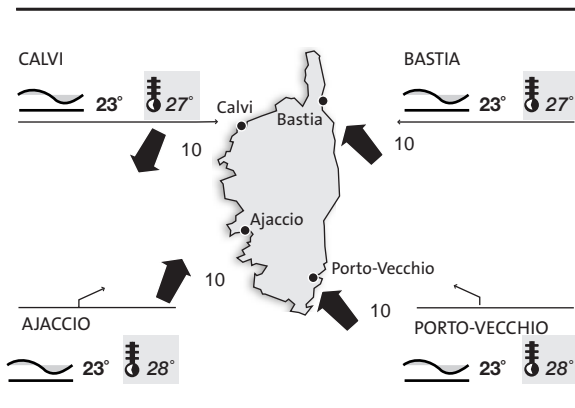 CALVI
23°
27°
10
BASTIA
23°
27°
10
Calvi
Bastia
Ajaccio
Porto-Vecchio
10
AJACCIO
23°
28°
10
PORTO-VECCHIO
23°
28°